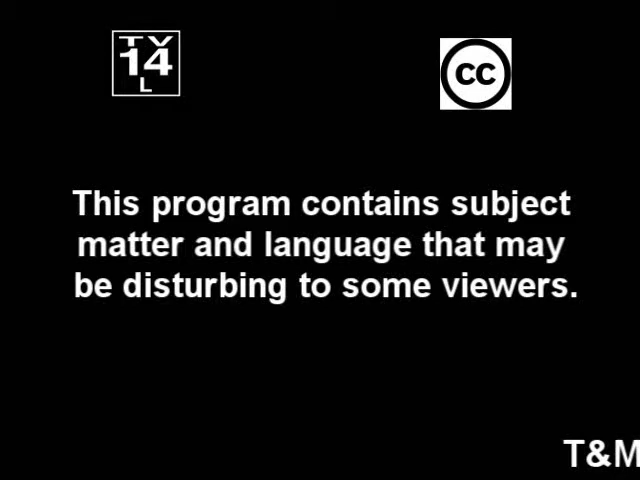 TV
14
L
CC
This program contains subject
matter and language that may
be disturbing to some viewers.
T&M